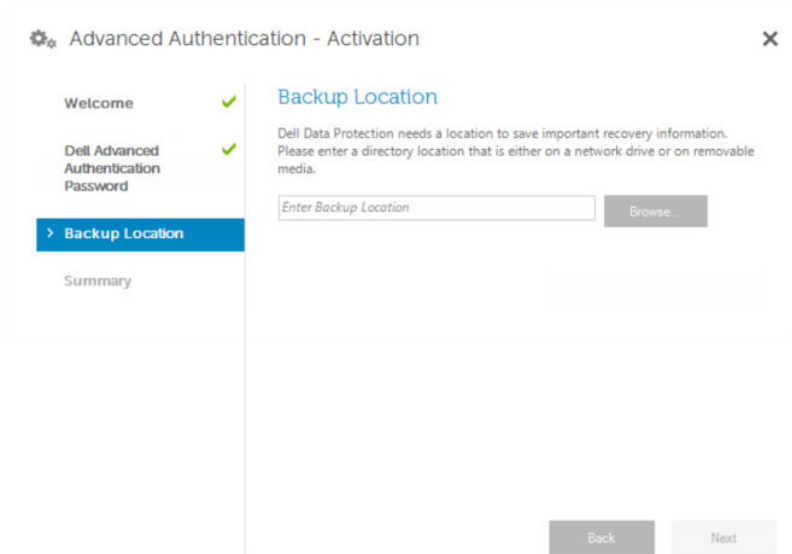 Advanced Authentication - Activation
Welcome
Dell Advanced
Authentication
Password
Backup Location
Summary
Backup Location
Dell Data Protection needs a location to save important recovery information.
Please enter a directory location that is either on a network drive or on removable
media.
Enter Backup Location
Browse...
Back
Next